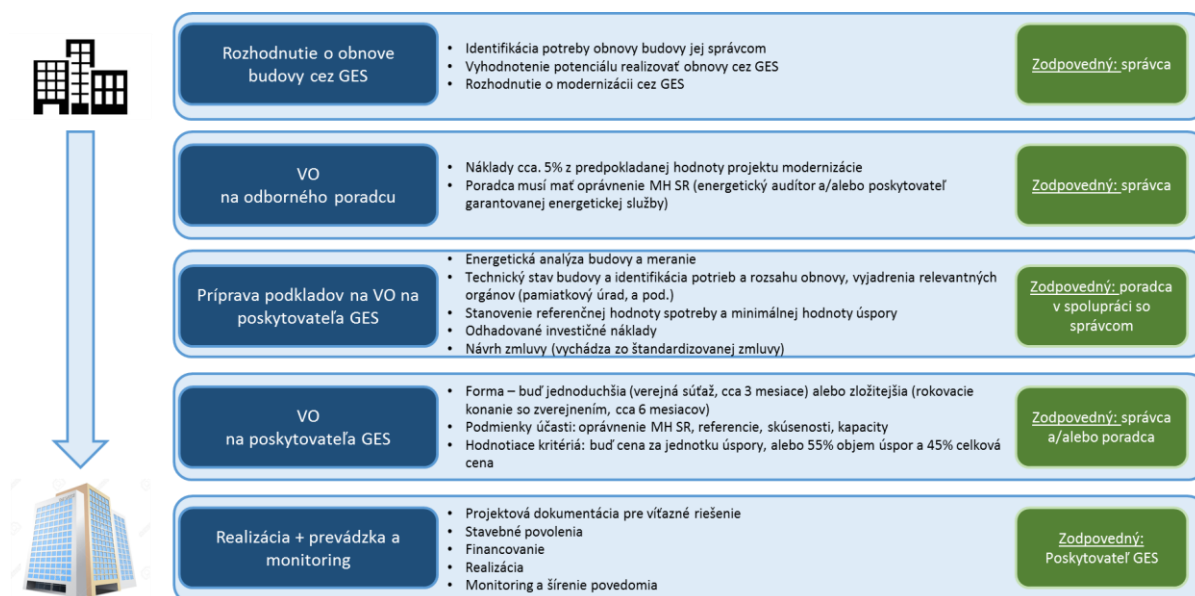 Rozhodnutie o obnove
budovy cez GES
• Identifikácia potreby obnovy budovy jej správcom
• Vyhodnotenie potenciálu realizovať obnovy cez GES
• Rozhodnutie o modernizácii cez GES
Zodpovedný: správca
VO
na odborného poradcu
• Náklady cca. 5% z predpokladanej hodnoty projektu modernizácie
• Poradca musí mať oprávnenie MH SR (energetický audítor a/alebo poskytovateľ
garantovanej energetickej služby)
Zodpovedný: správca
Príprava podkladov na VO na
poskytovateľa GES
• Energetická analýza budovy a meranie
• Technický stav budovy a identifikácia potrieb a rozsahu obnovy, vyjadrenia relevantných
orgánov (pamiatkový úrad, a pod.)
• Stanovenie referenčnej hodnoty spotreby a minimálnej hodnoty úspory
• Odhadované investičné náklady
• Návrh zmluvy (vychádza zo štandardizovanej zmluvy)
Zodpovedný: poradca
v spolupráci so
správcom
VO
na poskytovateľa GES
• Forma – buď jednoduchšia (verejná súťaž, cca 3 mesiace) alebo zložitejšia (rokovacie
konanie so zverejnením, cca 6 mesiacov)
• Podmienky účasti: oprávnenie MH SR, referencie, skúsenosti, kapacity
• Hodnotiace kritériá: buď cena za jednotku úspory, alebo 55% objem úspor a 45% celková
cena
Zodpovedný: správca
a/alebo poradca
Realizácia + prevádzka a
monitoring
• Projektová dokumentácia pre víťazné riešenie
• Stavebné povolenia
• Financovanie
• Realizácia
• Monitoring a šírenie povedomia
Zodpovedný:
Poskytovateľ GES